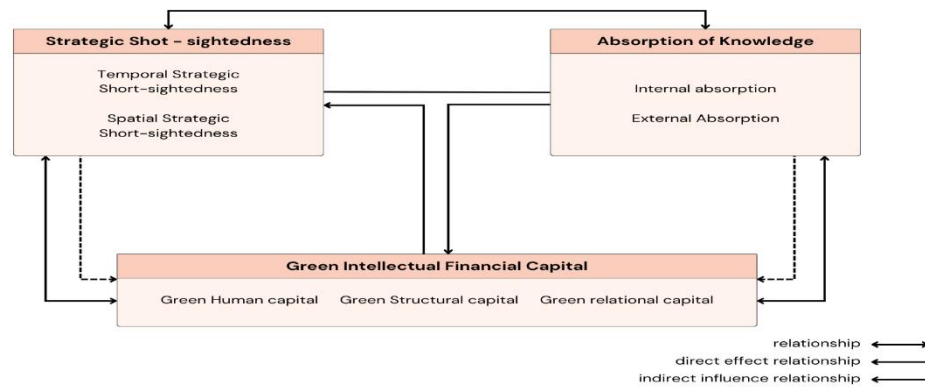 Strategic Shot – sightedness
Temporal Strategic
Short-sightedness
Spatial Strategic
Short-sightedness
Absorption of Knowledge
Internal absorption
External Absorption
Green Intellectual Financial Capital
Green Human capital Green Structural capital Green relational capital
relationship
direct effect relationship
indirect influence relationship